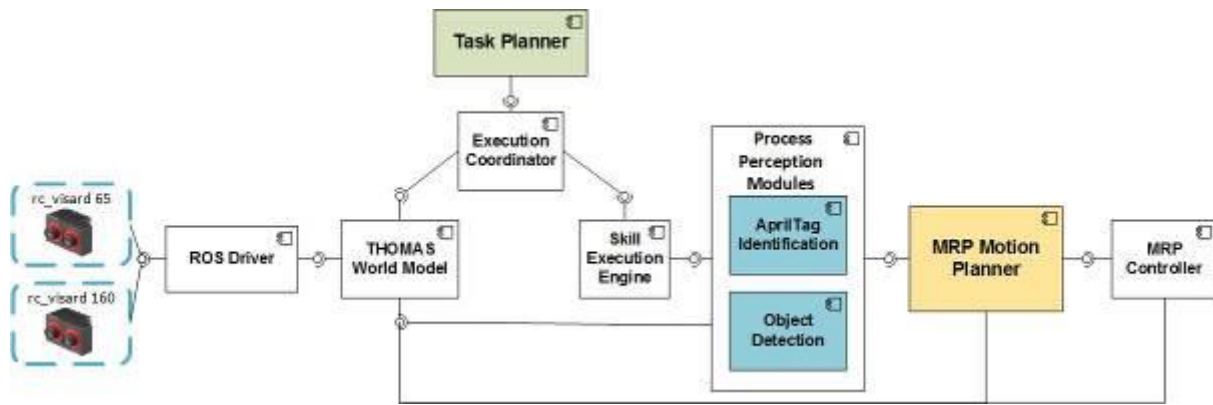 Task Planner
Execution
Coordinator
Process
Perception
Modules
rc_visard 65
AprilTag
Identification
ROS Driver
THOMAS
World Model
Skill
Execution
Engine
MRP Motion
Planner
MRP
Controller
rc_visard 160
Object
Detection